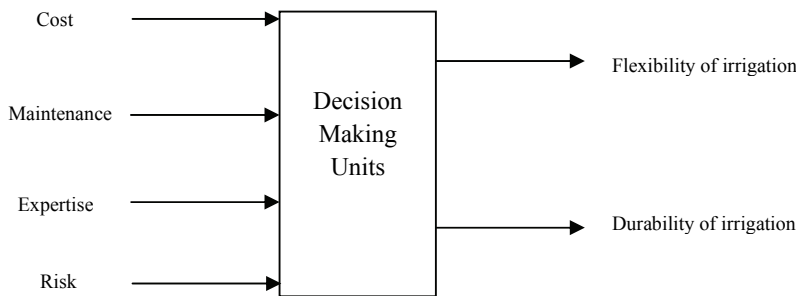 Cost
Maintenance
Expertise
Risk
Decision
Making
Units
Flexibility of irrigation
Durability of irrigation